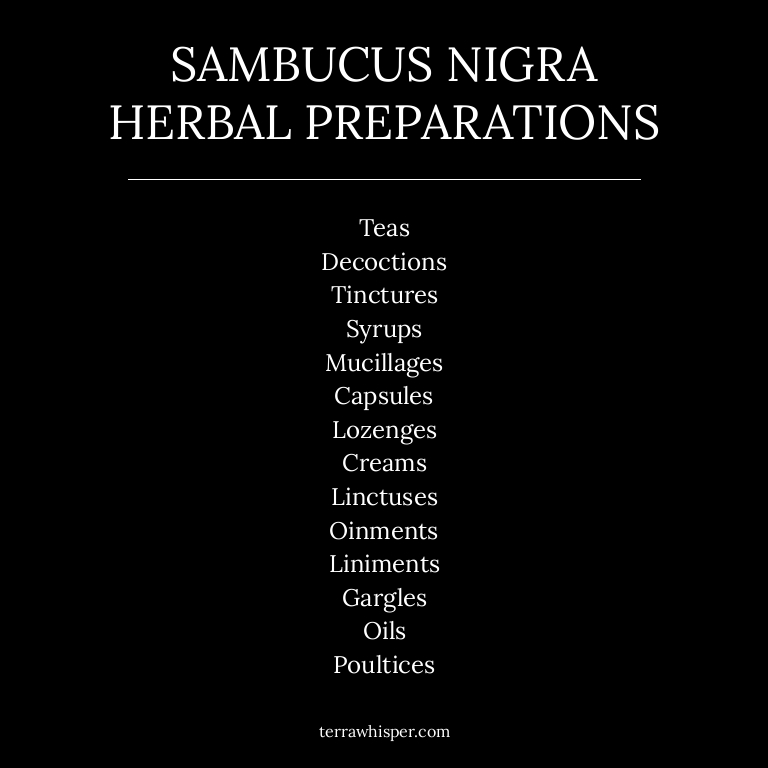 SAMBUCUS NIGRA
HERBAL PREPARATIONS
Teas
Decoctions
Tinctures
Syrups
Mucillages
Capsules
Lozenges
Creams
Linctuses
Oinments
Liniments
Gargles
Oils
Poultices
terrawhisper.com